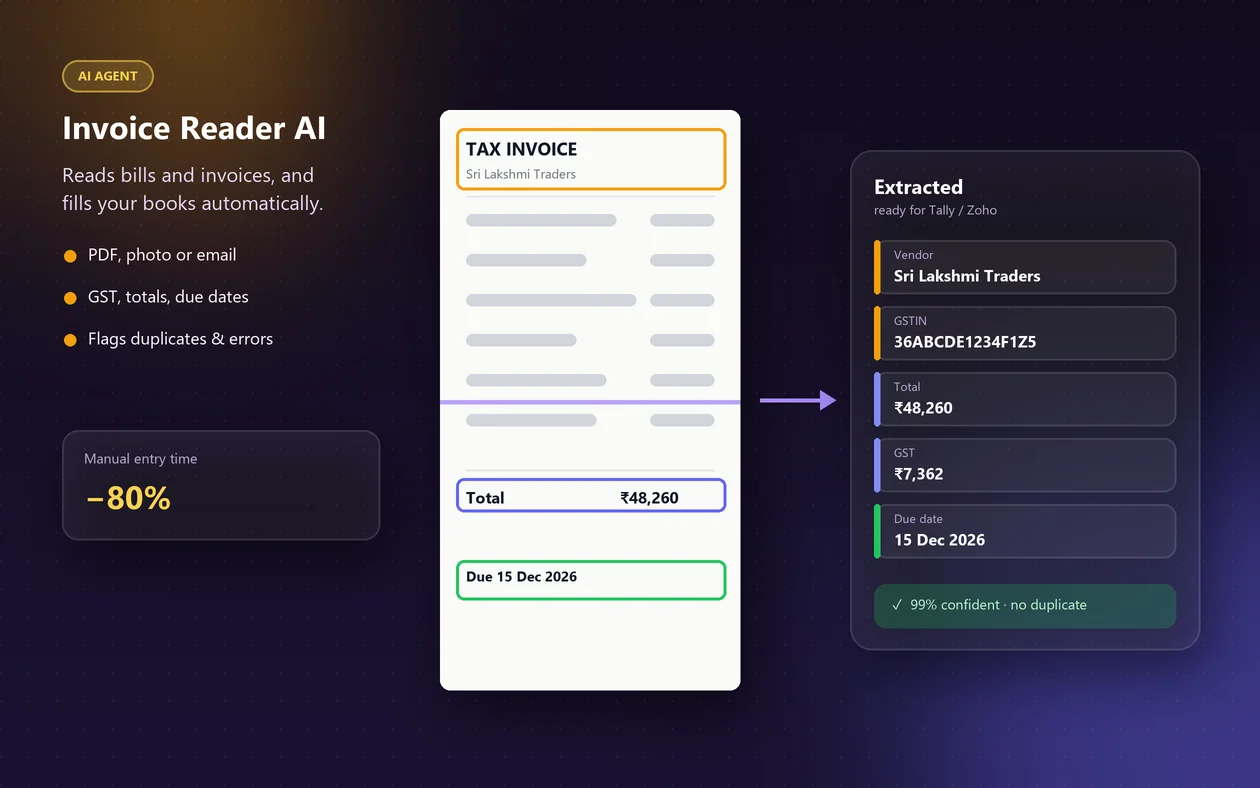 AI AGENT
Invoice Reader AI
Reads bills and invoices, and
fills your books automatically.
PDF, photo or email
GST, totals, due dates
Flags duplicates & errors
Manual entry time
−80%
TAX INVOICE
Sri Lakshmi Traders
Total ₹48,260
Due 15 Dec 2026
Extracted
ready for Tally / Zoho
Vendor
Sri Lakshmi Traders
GSTIN
36ABCDE1234F1Z5
Total
₹48,260
GST
₹7,362
Due date
15 Dec 2026
✓ 99% confident · no duplicate